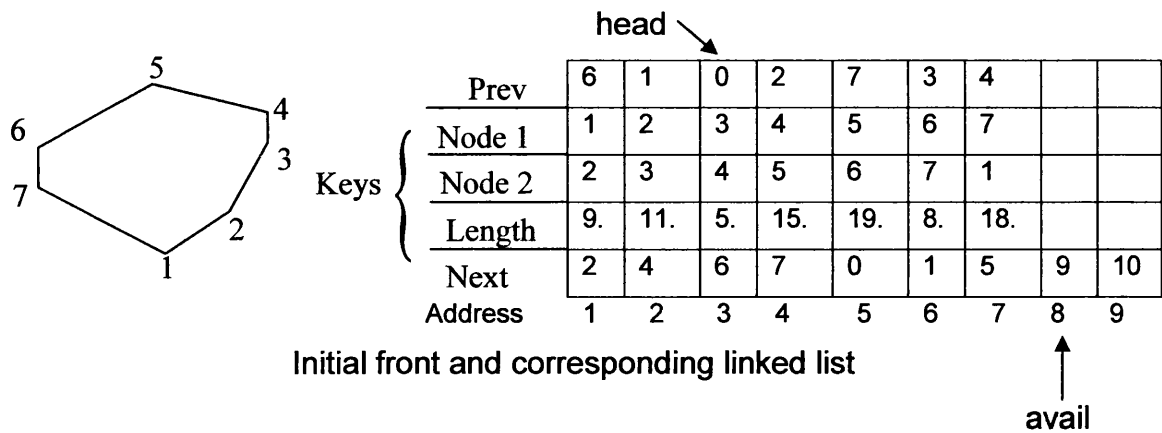 head
5
4
6
3
7
2
1
Prev 6 1 0 2 7 3 4
Keys
Node 1 1 2 3 4 5 6 7
Node 2 2 3 4 5 6 7 1
Length 9. 11. 5. 15. 19. 8. 18.
Next 2 4 6 7 0 1 5 9 10
Address 1 2 3 4 5 6 7 8 9
Initial front and corresponding linked list
avail